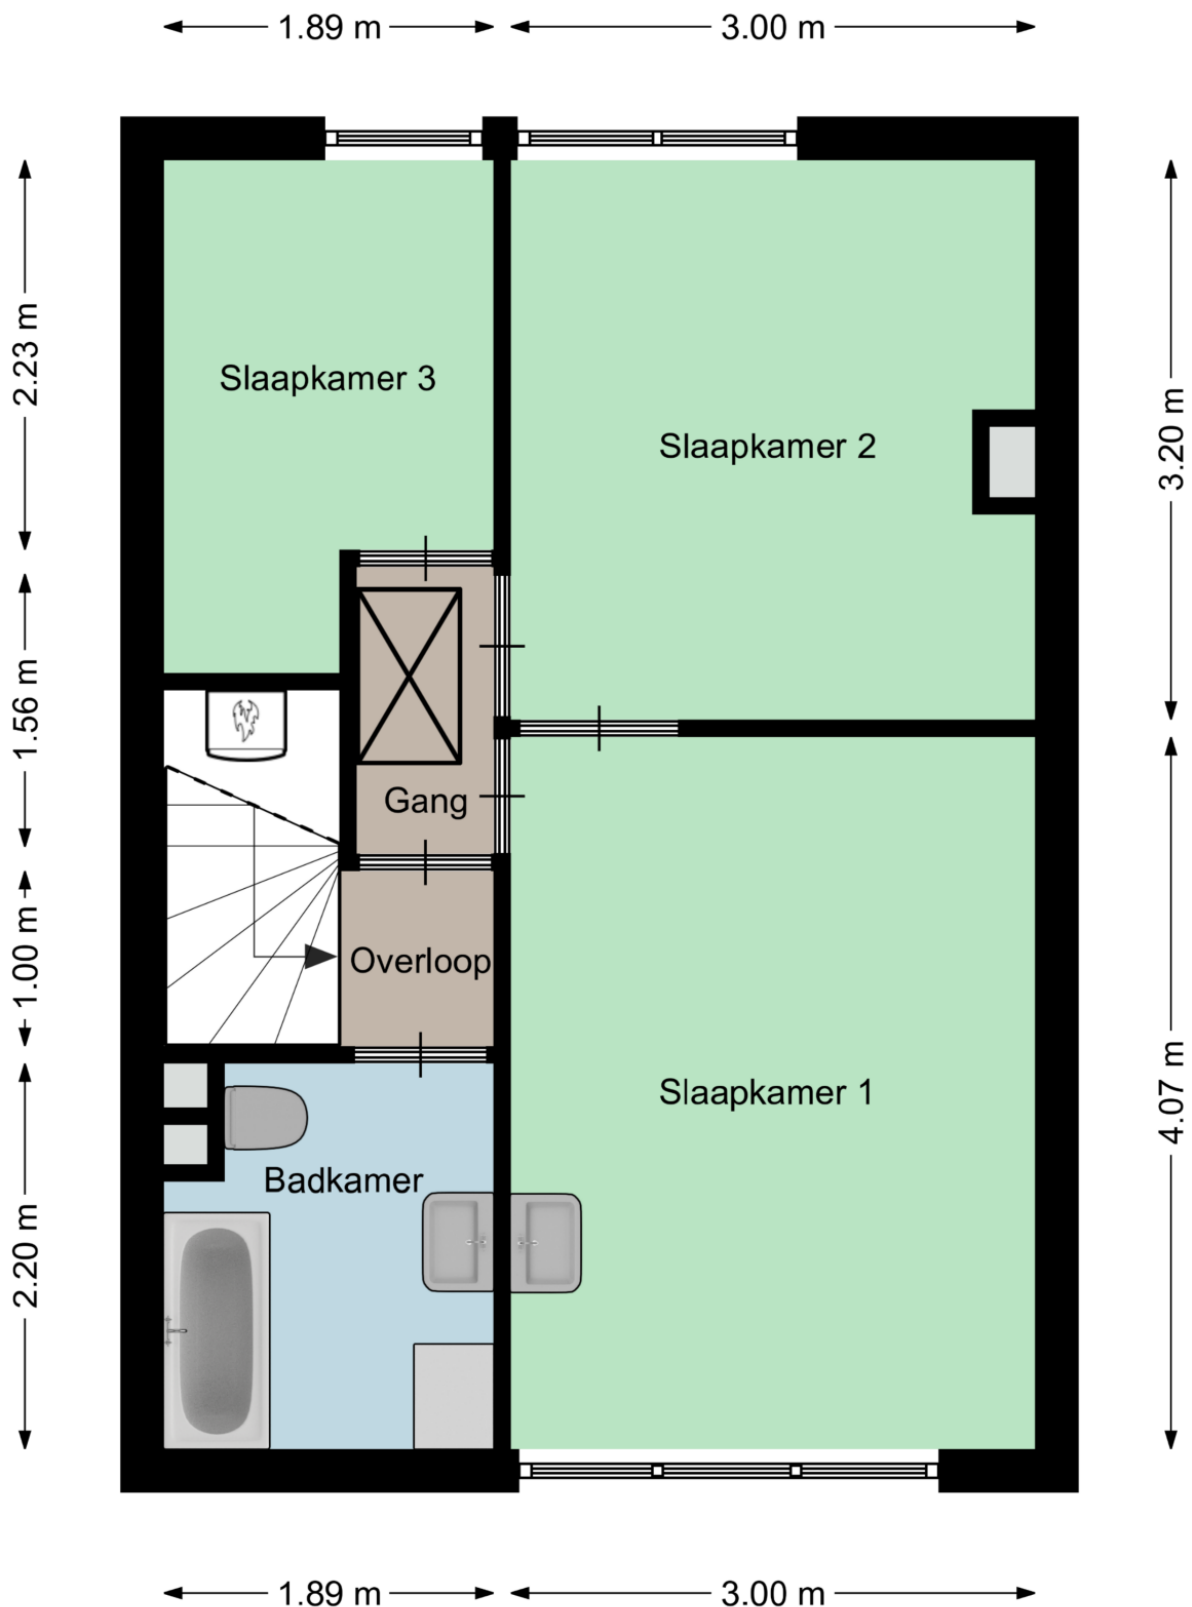 1.89 m
3.00 m
2.23 m
Slaapkamer 3
Slaapkamer 2
3.20 m
1.56 m
Gang
1.00 m
Overloop
Slaapkamer 1
4.07 m
Badkamer
2.20 m
1.89 m
3.00 m